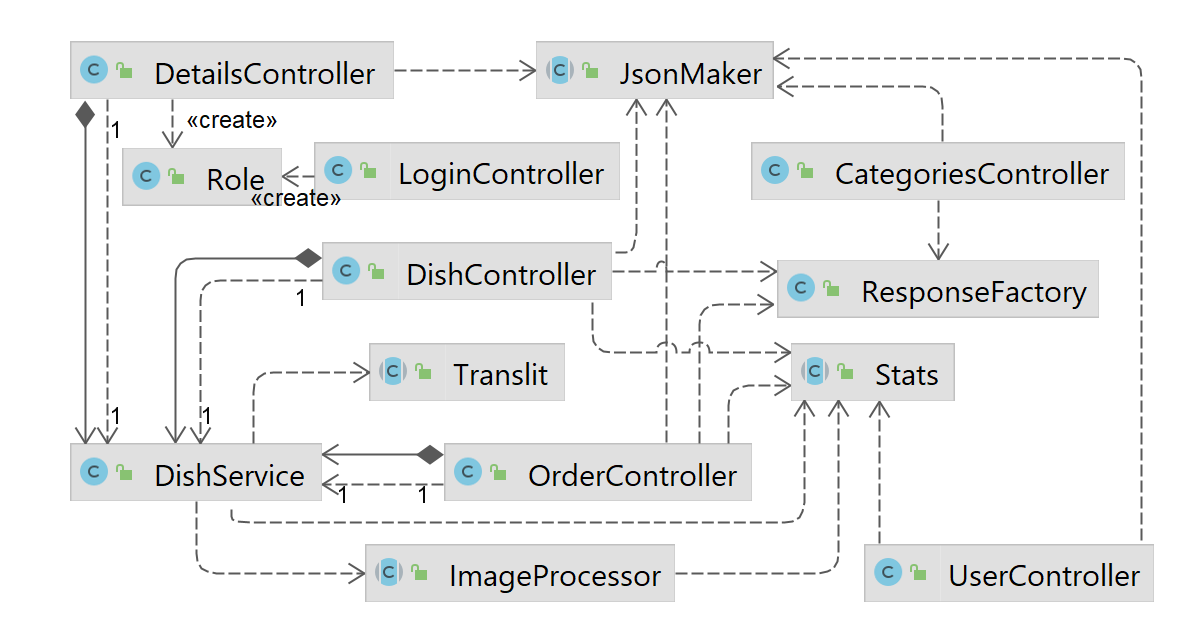 C DetailsController
C JsonMaker
«create»
1
C Role
C LoginController
C CategoriesController
«create»
C DishController
1
C ResponseFactory
C Translit
C Stats
1
1
C DishService
C OrderController
1
1
C ImageProcessor
C UserController